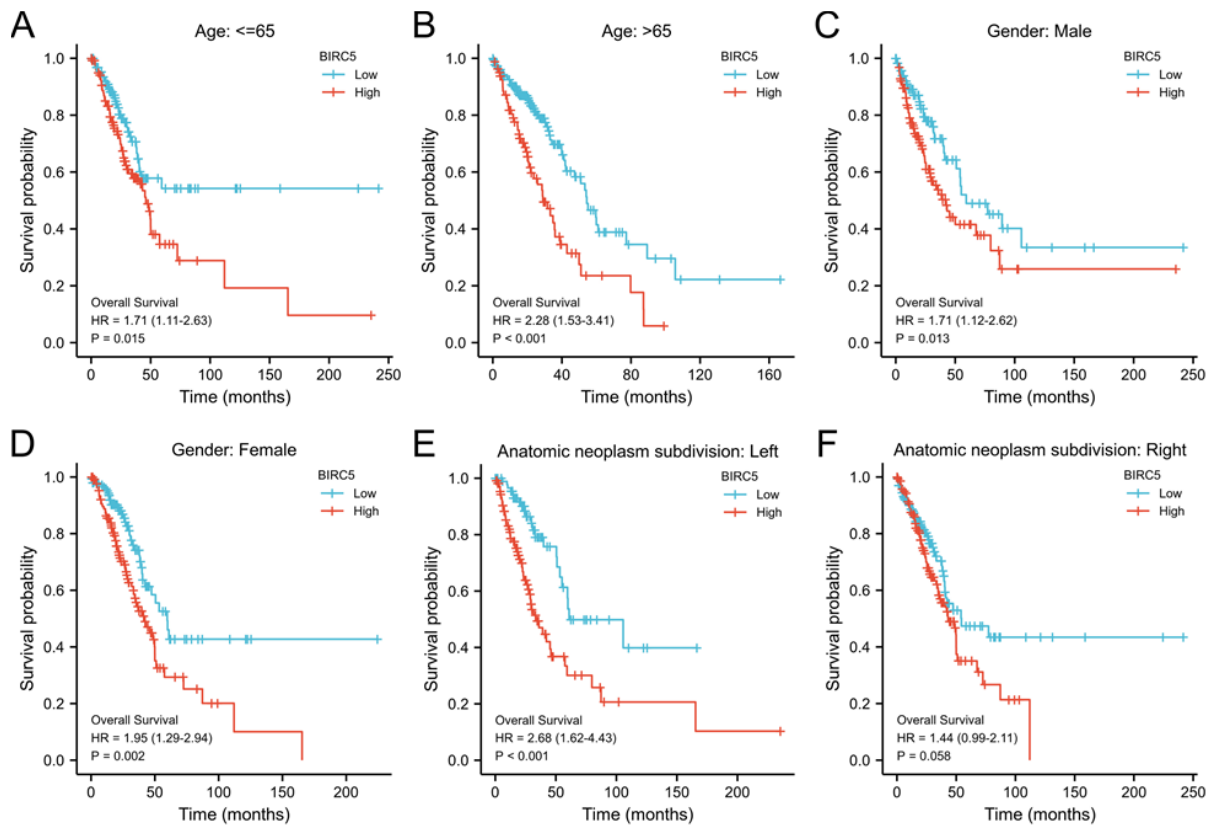 A
Age: <=65
BIRC5
Low
High
Survival probability
1.0
0.8
0.6
0.4
0.2
0.0
Overall Survival
HR = 1.71 (1.11-2.63)
P = 0.015
0 50 100 150 200 250
Time (months)
B
Age: >65
BIRC5
Low
High
Survival probability
1.0
0.8
0.6
0.4
0.2
0.0
Overall Survival
HR = 2.28 (1.53-3.41)
P < 0.001
0 40 80 120 160
Time (months)
C
Gender: Male
BIRC5
Low
High
Survival probability
1.0
0.8
0.6
0.4
0.2
0.0
Overall Survival
HR = 1.71 (1.12-2.62)
P = 0.013
0 50 100 150 200 250
Time (months)
D
Gender: Female
BIRC5
Low
High
Survival probability
1.0
0.8
0.6
0.4
0.2
0.0
Overall Survival
HR = 1.95 (1.29-2.94)
P = 0.002
0 50 100 150 200
Time (months)
E
Anatomic neoplasm subdivision: Left
BIRC5
Low
High
Survival probability
1.0
0.8
0.6
0.4
0.2
0.0
Overall Survival
HR = 2.68 (1.62-4.43)
P < 0.001
0 50 100 150 200
Time (months)
F
Anatomic neoplasm subdivision: Right
BIRC5
Low
High
Survival probability
1.0
0.8
0.6
0.4
0.2
0.0
Overall Survival
HR = 1.44 (0.99-2.11)
P = 0.058
0 50 100 150 200 250
Time (months)